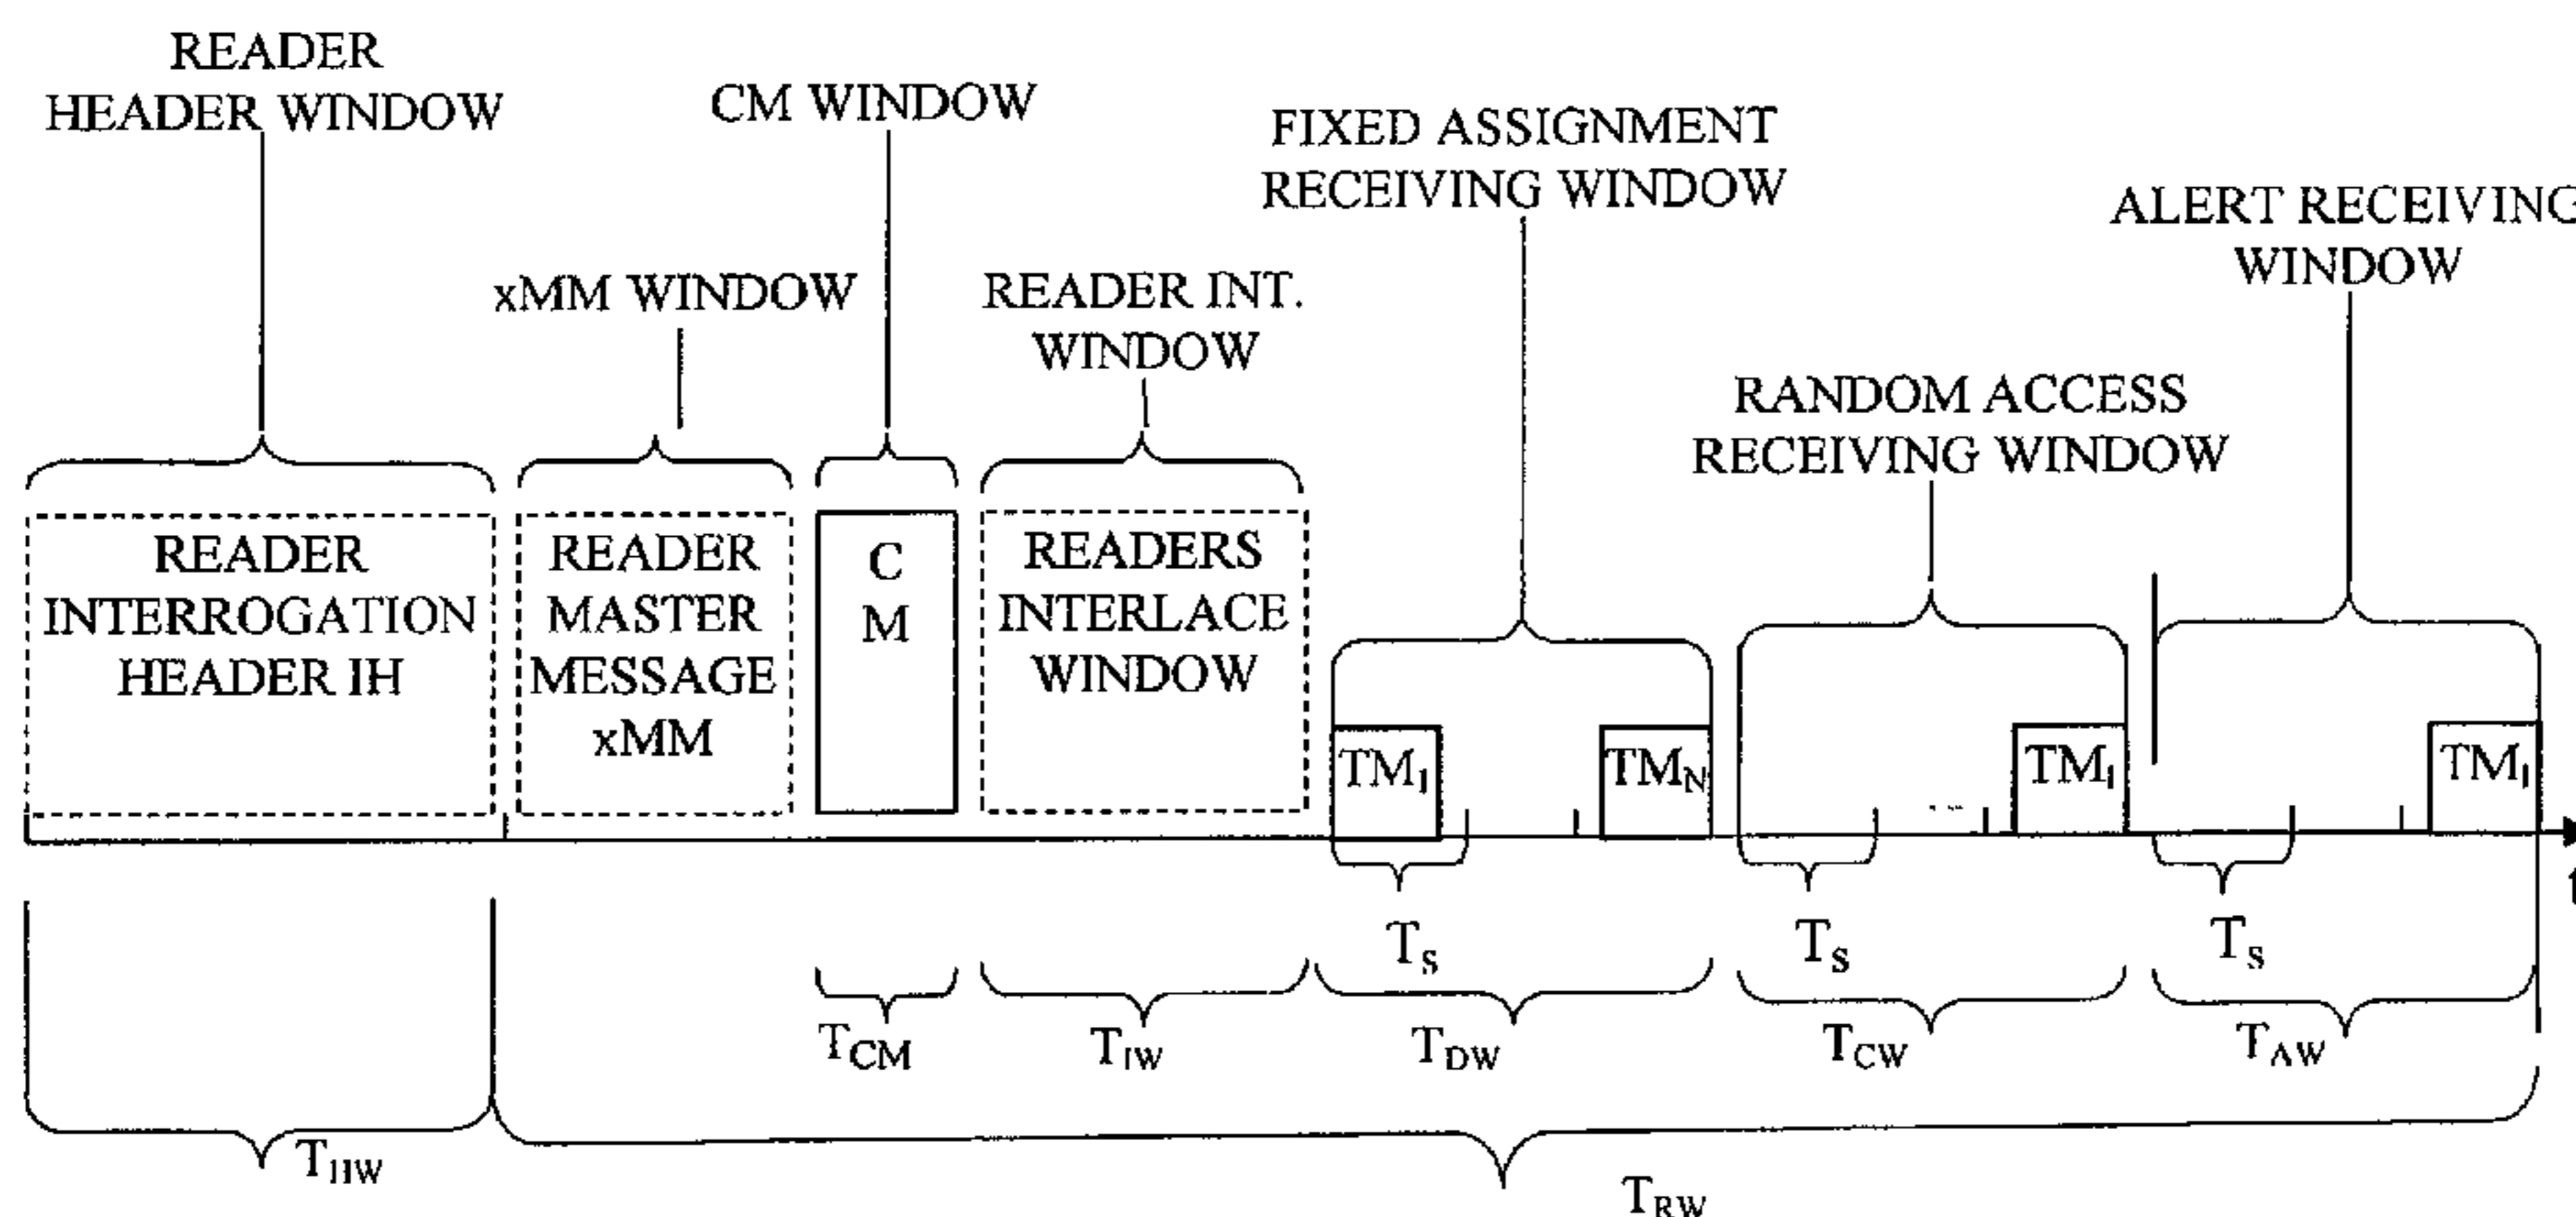 READER
HEADER WINDOW
CM WINDOW
FIXED ASSIGNMENT
RECEIVING WINDOW
ALERT RECEIVING
WINDOW
xMM WINDOW
READER INT.
WINDOW
RANDOM ACCESS
RECEIVING WINDOW
READER
INTERROGATION
HEADER IH
READER
MASTER
MESSAGE
xMM
C
M
READERS
INTERLACE
WINDOW
TM1
TMN
TM1
TM1
t
TS
TS
TS
TCM
TIW
TDW
TCW
TAW
THW
TRW